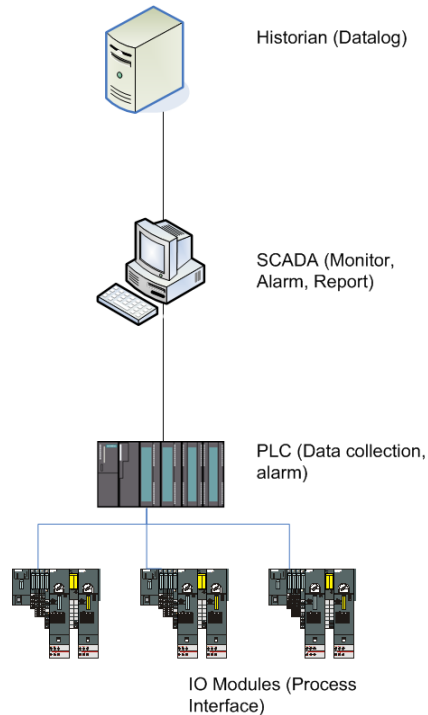 Historian (Datalog)
SCADA (Monitor,
Alarm, Report)
PLC (Data collection,
alarm)
IO Modules (Process
Interface)